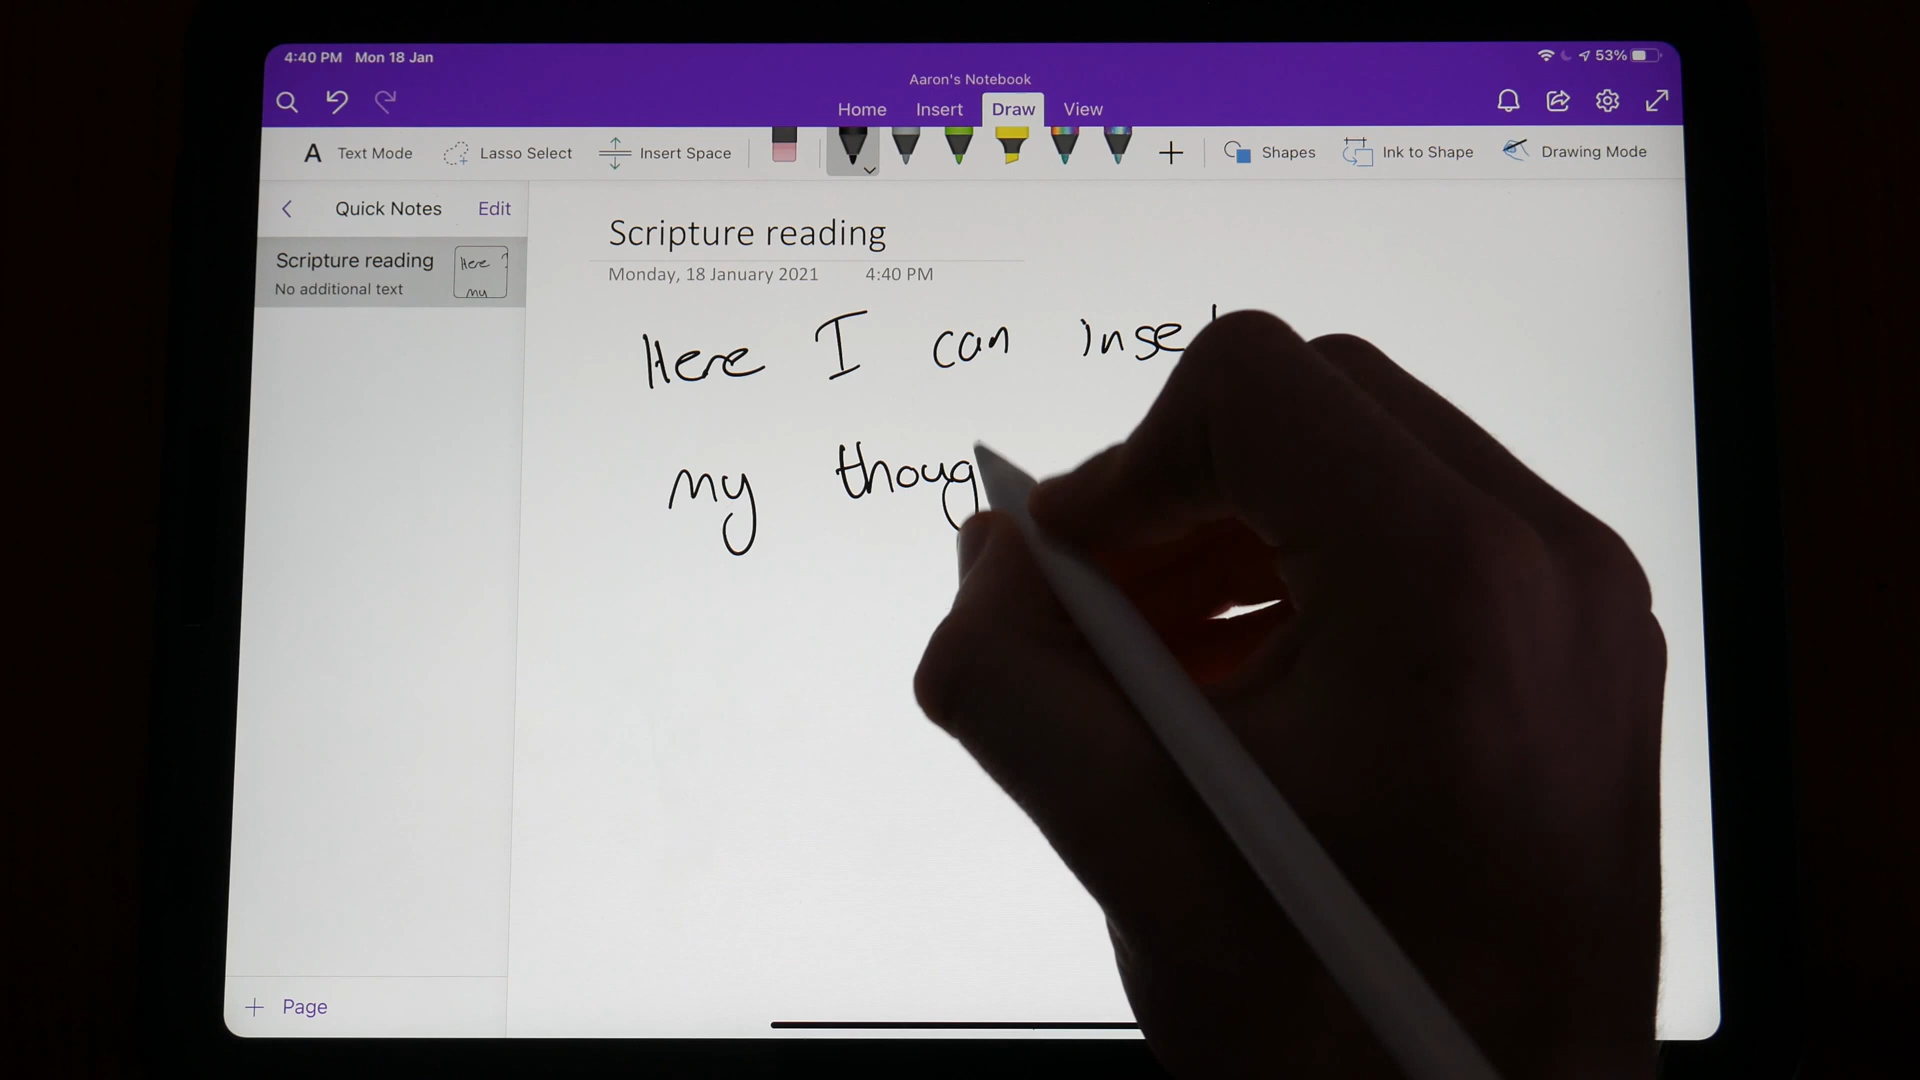 4:40 PM Mon 18 Jan
53%
Aaron's Notebook
Home Insert Draw View
A Text Mode Lasso Select Insert Space Shapes Ink to Shape Drawing Mode
Quick Notes Edit
Scripture reading
No additional text
Here
my
Scripture reading
Monday, 18 January 2021 4:40 PM
Here I can
my thoug
+ Page